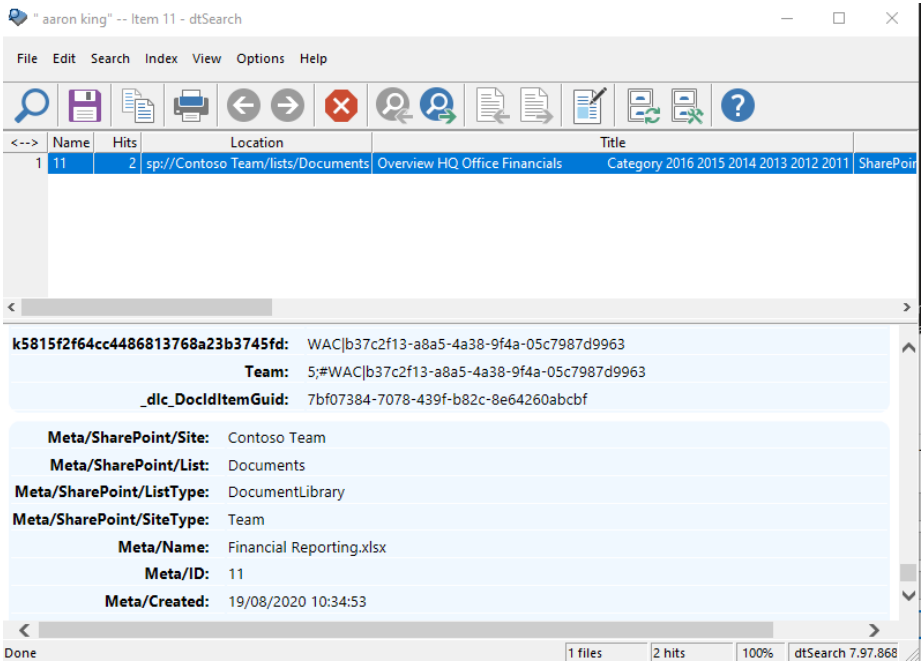 " aaron king" -- Item 11 - dtSearch
File Edit Search Index View Options Help
<--> Name Hits Location Title
1 11 2 sp://Contoso Team/lists/Documents Overview HQ Office Financials Category 2016 2015 2014 2013 2012 2011 SharePoin
k5815f2f64cc4486813768a23b3745fd: WAC|b37c2f13-a8a5-4a38-9f4a-05c7987d9963
Team: 5;#WAC|b37c2f13-a8a5-4a38-9f4a-05c7987d9963
_dlc_DocIdItemGuid: 7bf07384-7078-439f-b82c-8e64260abcbf
Meta/SharePoint/Site: Contoso Team
Meta/SharePoint/List: Documents
Meta/SharePoint/ListType: DocumentLibrary
Meta/SharePoint/SiteType: Team
Meta/Name: Financial Reporting.xlsx
Meta/ID: 11
Meta/Created: 19/08/2020 10:34:53
Done 1 files 2 hits 100% dtSearch 7.97.868